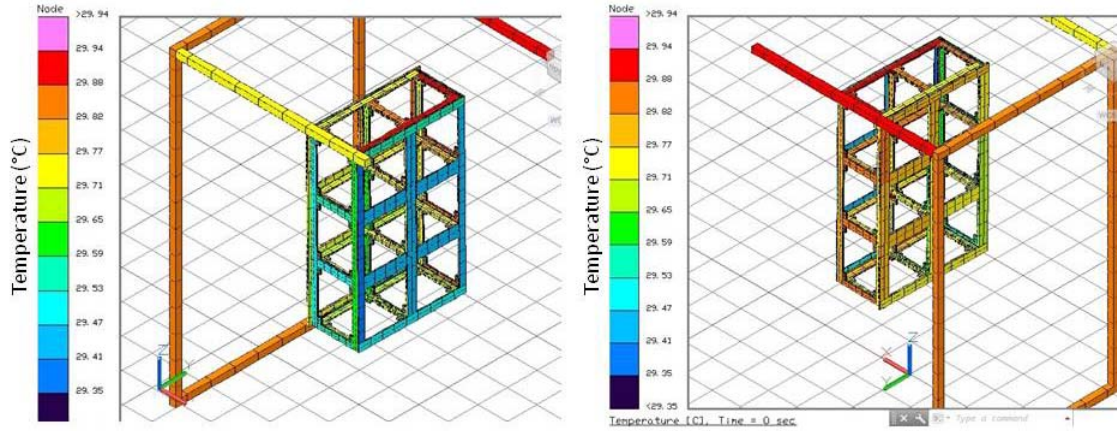 Node
>29.94
29.94
29.88
29.82
29.77
29.71
29.65
29.59
29.53
29.47
29.41
29.35
Temperature (°C)
Z
Y
Node
>29.94
29.94
29.88
29.82
29.77
29.71
29.65
29.59
29.53
29.47
29.41
29.35
<29.35
Temperature (°C)
Z
X
Y
Temperature [C], Time = 0 sec
Type a command